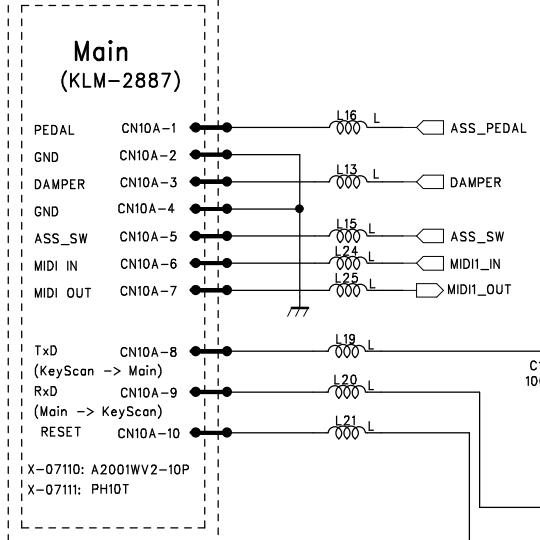 Main
(KLM-2887)
PEDAL CN10A-1 L16 L ASS_PEDAL
GND CN10A-2
DAMPER CN10A-3 L13 L DAMPER
GND CN10A-4
ASS_SW CN10A-5 L15 L ASS_SW
MIDI IN CN10A-6 L24 L MIDI1_IN
MIDI OUT CN10A-7 L25 L MIDI1_OUT
TxD CN10A-8 L19 L
(KeyScan -> Main)
RxD CN10A-9 L20 L
(Main -> KeyScan)
RESET CN10A-10 L21 L
X-07110: A2001WV2-10P
X-07111: PH10T